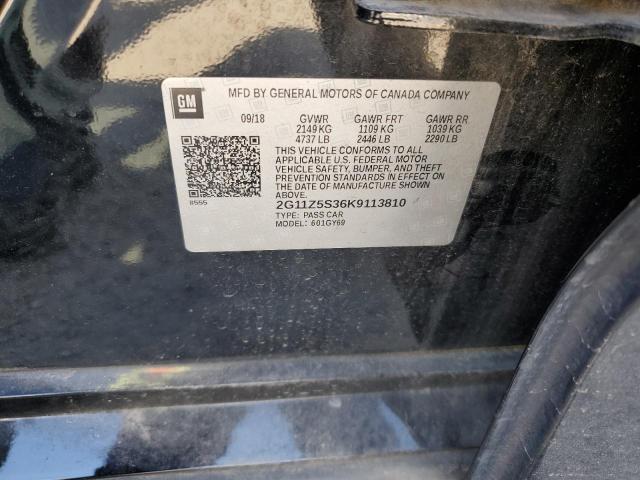 MFD BY GENERAL MOTORS OF CANADA COMPANY
GM
09/18 GVWR GAWR FRT GAWR RR
2149 KG 1109 KG 1039 KG
4737 LB 2446 LB 2290 LB
THIS VEHICLE CONFORMS TO ALL
APPLICABLE U.S. FEDERAL MOTOR
VEHICLE SAFETY, BUMPER, AND THEFT
PREVENTION STANDARDS IN EFFECT ON
THE DATE OF MANUFACTURE SHOWN
ABOVE.
2G11Z5S36K9113810
TYPE: PASS CAR
MODEL: 601GY69